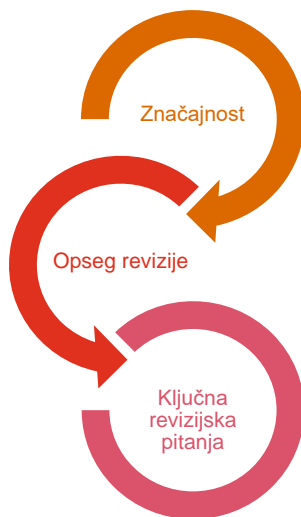 Značajnost
Opseg revizije
Ključna
revizijska
pitanja